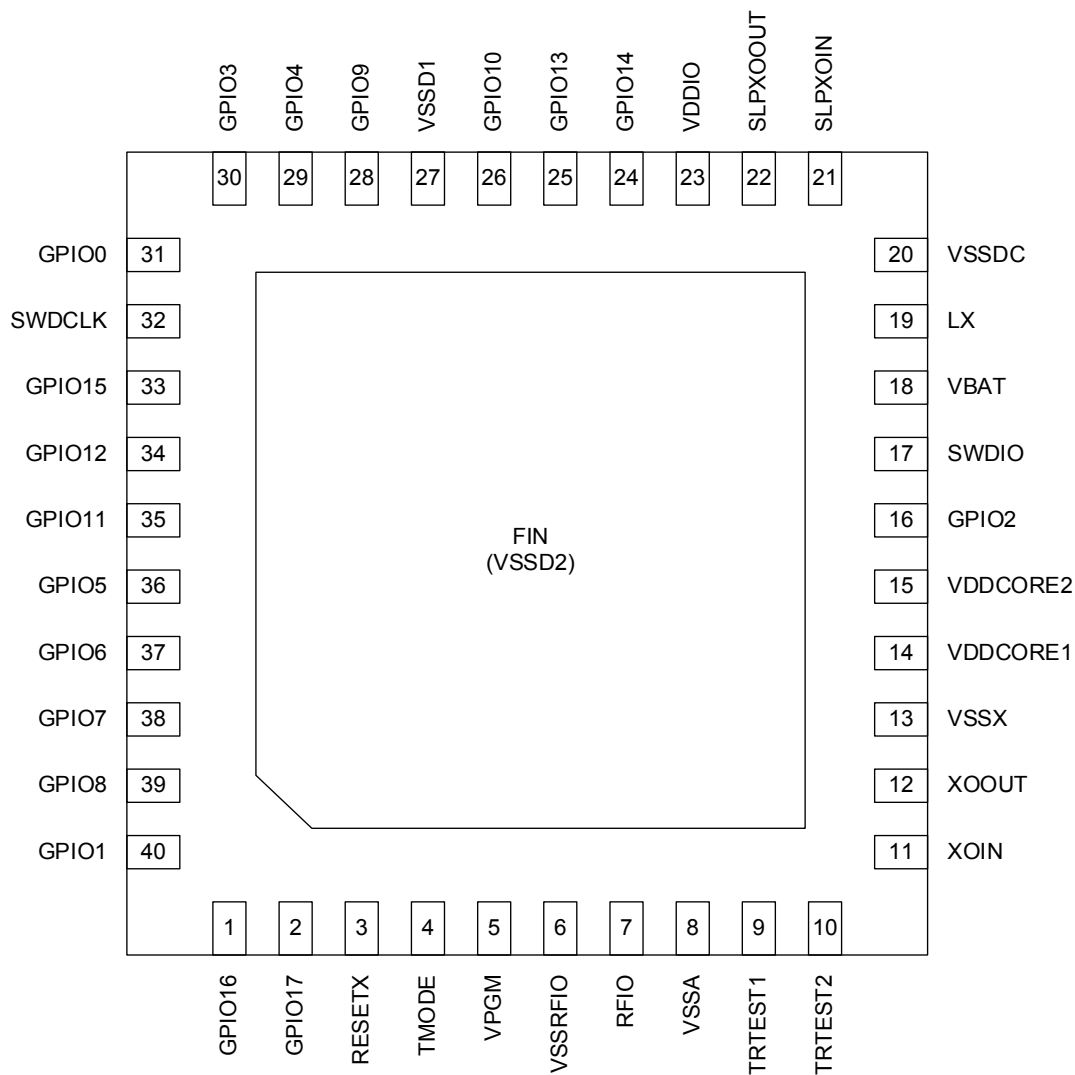 GPIO3
GPIO4
GPIO9
VSSD1
GPIO10
GPIO13
GPIO14
VDDIO
SLPXOOUT
SLPXOIN
30
29
28
27
26
25
24
23
22
21
GPIO0 31
SWDCLK 32
GPIO15 33
GPIO12 34
GPIO11 35
GPIO5 36
GPIO6 37
GPIO7 38
GPIO8 39
GPIO1 40
FIN
(VSSD2)
20 VSSDC
19 LX
18 VBAT
17 SWDIO
16 GPIO2
15 VDDCORE2
14 VDDCORE1
13 VSSX
12 XOOUT
11 XOIN
1
2
3
4
5
6
7
8
9
10
GPIO16
GPIO17
RESETX
TMODE
VPGM
VSSRFIO
RFIO
VSSA
TRTEST1
TRTEST2